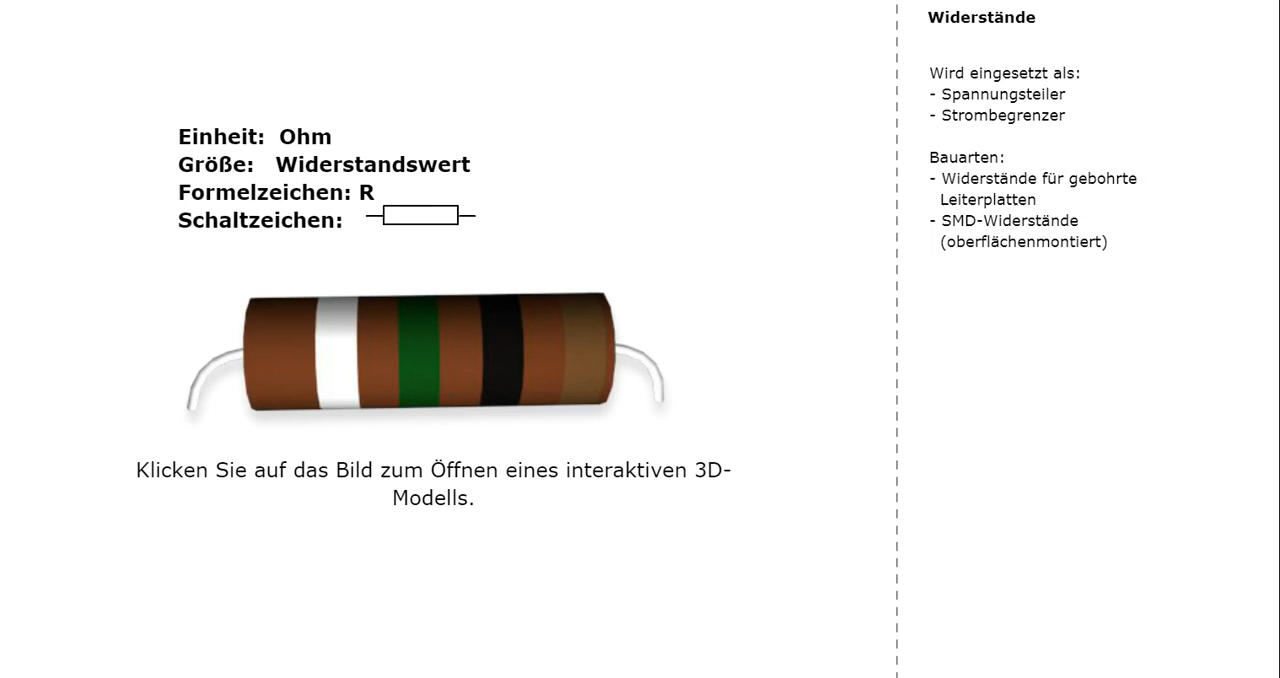 Einheit: Ohm
Größe: Widerstandswert
Formelzeichen: R
Schaltzeichen:
Klicken Sie auf das Bild zum Öffnen eines interaktiven 3D-
Modells.
Widerstände
Wird eingesetzt als:
- Spannungsteiler
- Strombegrenzer
Bauarten:
- Widerstände für gebohrte
Leiterplatten
- SMD-Widerstände
(oberflächenmontiert)